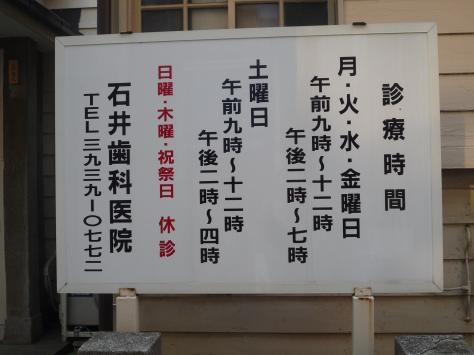 診療時間
月・火・水・金曜日
午前九時〜十二時
午後二時〜七時
土曜日
午前九時〜十二時
午後二時〜四時
日曜・木曜・祝祭日 休診
石井歯科医院
TEL三九三九ー〇七七二